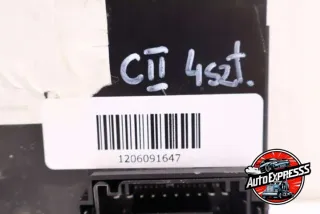 CII 4szt.
1206091647
AUTOEXPRESSS